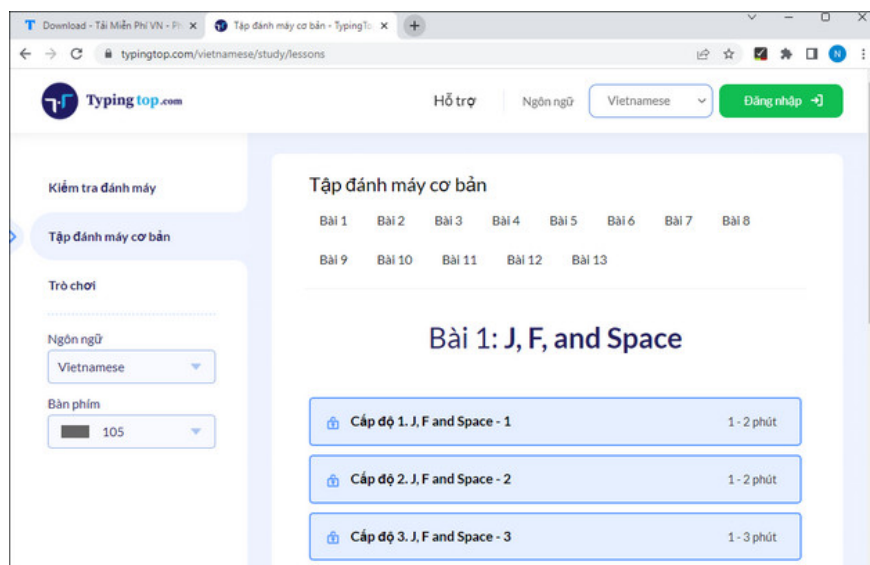 Download - Tải Miễn Phí VN - Ph
Tập đánh máy cơ bản - TypingTo
typingtop.com/vietnamese/study/lessons
N
Typing top.com
Hỗ trợ
Ngôn ngữ
Vietnamese
Đăng nhập
Kiểm tra đánh máy
Tập đánh máy cơ bản
Trò chơi
Ngôn ngữ
Vietnamese
Bàn phím
105
Tập đánh máy cơ bản
Bài 1 Bài 2 Bài 3 Bài 4 Bài 5 Bài 6 Bài 7 Bài 8
Bài 9 Bài 10 Bài 11 Bài 12 Bài 13
Bài 1: J, F, and Space
Cấp độ 1. J, F and Space - 1 1 - 2 phút
Cấp độ 2. J, F and Space - 2 1 - 2 phút
Cấp độ 3. J, F and Space - 3 1 - 3 phút